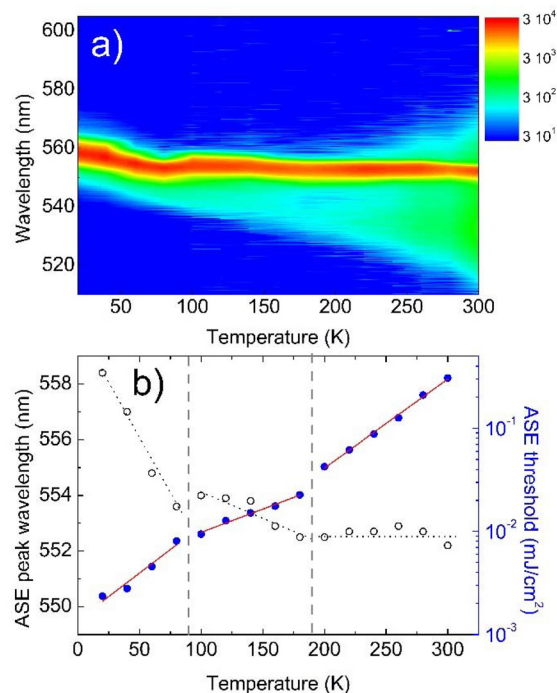 a)
600
580
560
540
520
Wavelength (nm)
50 100 150 200 250 300
Temperature (K)
3 10⁴
3 10³
3 10²
3 10¹
b)
558
556
554
552
550
ASE peak wavelength (nm)
10⁻¹
10⁻²
10⁻³
ASE threshold (mJ/cm²)
0 50 100 150 200 250 300
Temperature (K)